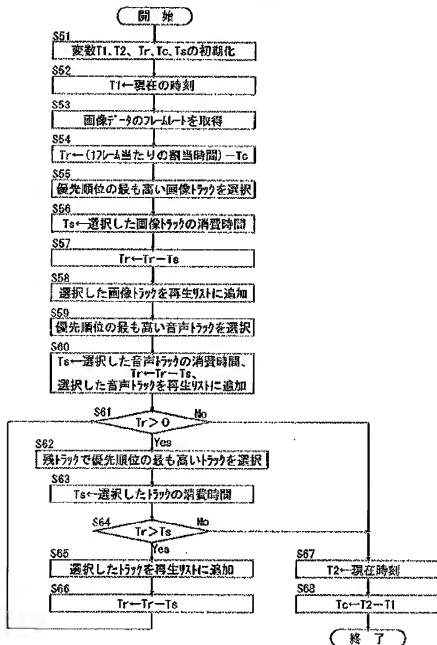 開 始
S51
変数T1、T2、Tr、Tc、Tsの初期化
S52
T1←現在の時刻
S53
画像データのフレームレートを取得
S54
Tr←(1フレーム当たりの割当時間)－Tc
S55
優先順位の最も高い画像トラックを選択
S56
Ts←選択した画像トラックの消費時間
S57
Tr←Tr－Ts
S58
選択した画像トラックを再生リストに追加
S59
優先順位の最も高い音声トラックを選択
S60
Ts←選択した音声トラックの消費時間、
Tr←Tr－Ts、
選択した音声トラックを再生リストに追加
S61
Tr＞0
No
Yes
S62
残トラックで優先順位の最も高いトラックを選択
S63
Ts←選択したトラックの消費時間
S64
Tr＞Ts
No
Yes
S65
選択したトラックを再生リストに追加
S66
Tr←Tr－Ts
S67
T2←現在時刻
S68
Tc←T2－T1
終 了